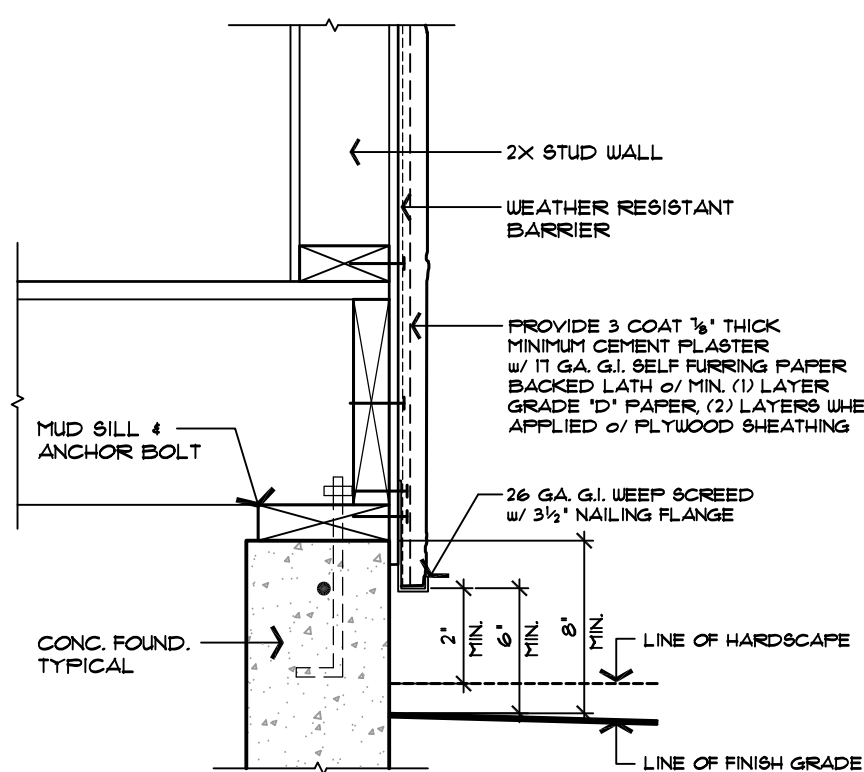 2X STUD WALL
WEATHER RESISTANT
BARRIER
PROVIDE 3 COAT ⅞" THICK
MINIMUM CEMENT PLASTER
w/ 17 GA. G.I. SELF FURRING PAPER
BACKED LATH o/ MIN. (1) LAYER
GRADE "D" PAPER, (2) LAYERS WHE
APPLIED o/ PLYWOOD SHEATHING
MUD SILL &
ANCHOR BOLT
26 GA. G.I. WEEP SCREED
w/ 3½" NAILING FLANGE
2" MIN.
6" MIN.
8" MIN.
CONC. FOUND.
TYPICAL
LINE OF HARDSCAPE
LINE OF FINISH GRADE